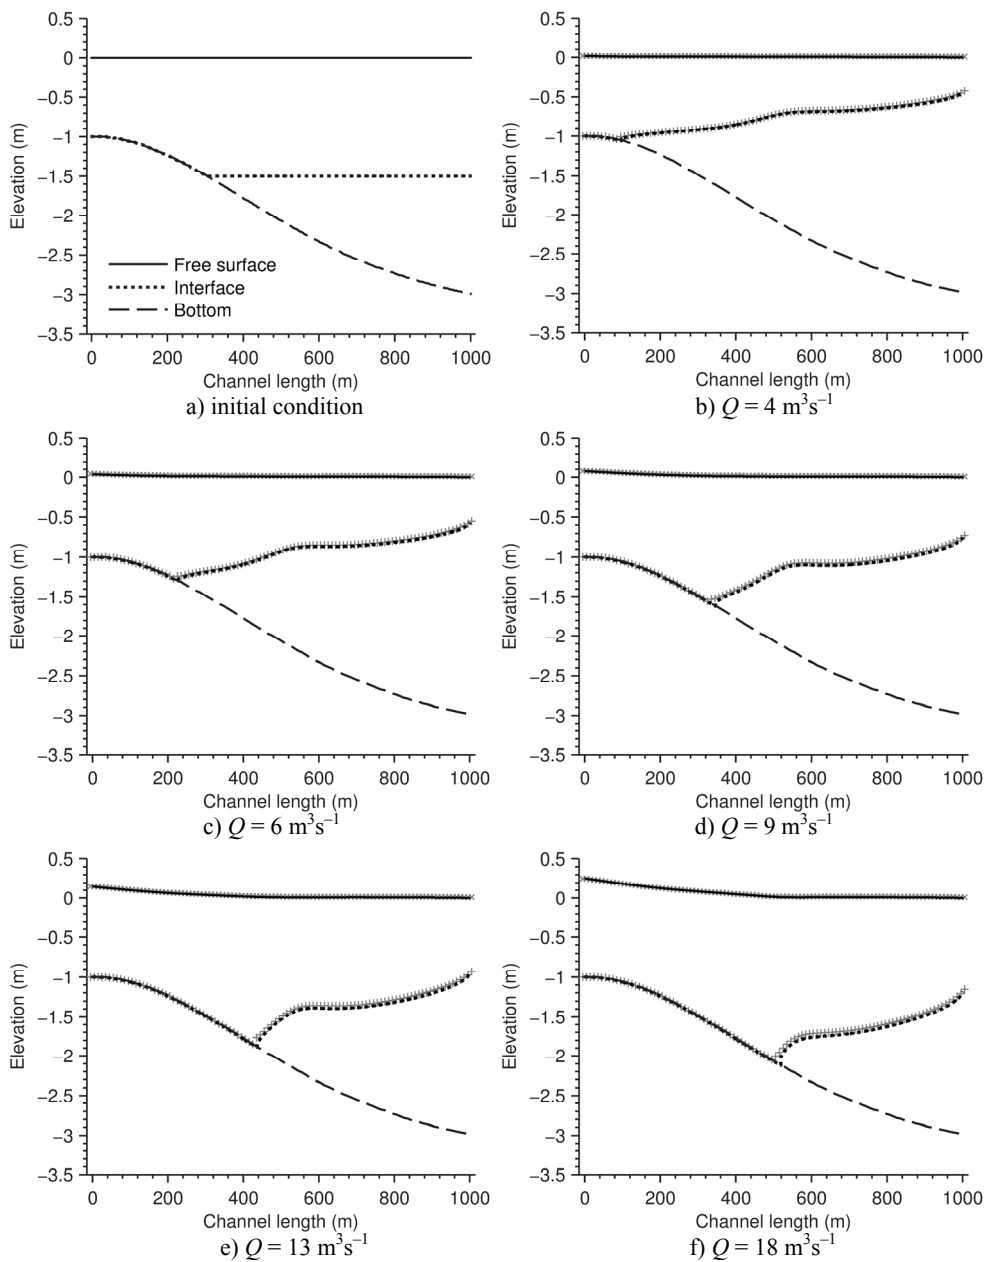 0.5
0
−0.5
−1
−1.5
−2
−2.5
−3
−3.5
Elevation (m)
Free surface
Interface
Bottom
0 200 400 600 800 1000
Channel length (m)
a) initial condition
0.5
0
−0.5
−1
−1.5
−2
−2.5
−3
−3.5
Elevation (m)
0 200 400 600 800 1000
Channel length (m)
b) Q = 4 m³s⁻¹
0.5
0
−0.5
−1
−1.5
−2
−2.5
−3
−3.5
Elevation (m)
0 200 400 600 800 1000
Channel length (m)
c) Q = 6 m³s⁻¹
0.5
0
−0.5
−1
−1.5
−2
−2.5
−3
−3.5
Elevation (m)
0 200 400 600 800 1000
Channel length (m)
d) Q = 9 m³s⁻¹
0.5
0
−0.5
−1
−1.5
−2
−2.5
−3
−3.5
Elevation (m)
0 200 400 600 800 1000
Channel length (m)
e) Q = 13 m³s⁻¹
0.5
0
−0.5
−1
−1.5
−2
−2.5
−3
−3.5
Elevation (m)
0 200 400 600 800 1000
Channel length (m)
f) Q = 18 m³s⁻¹